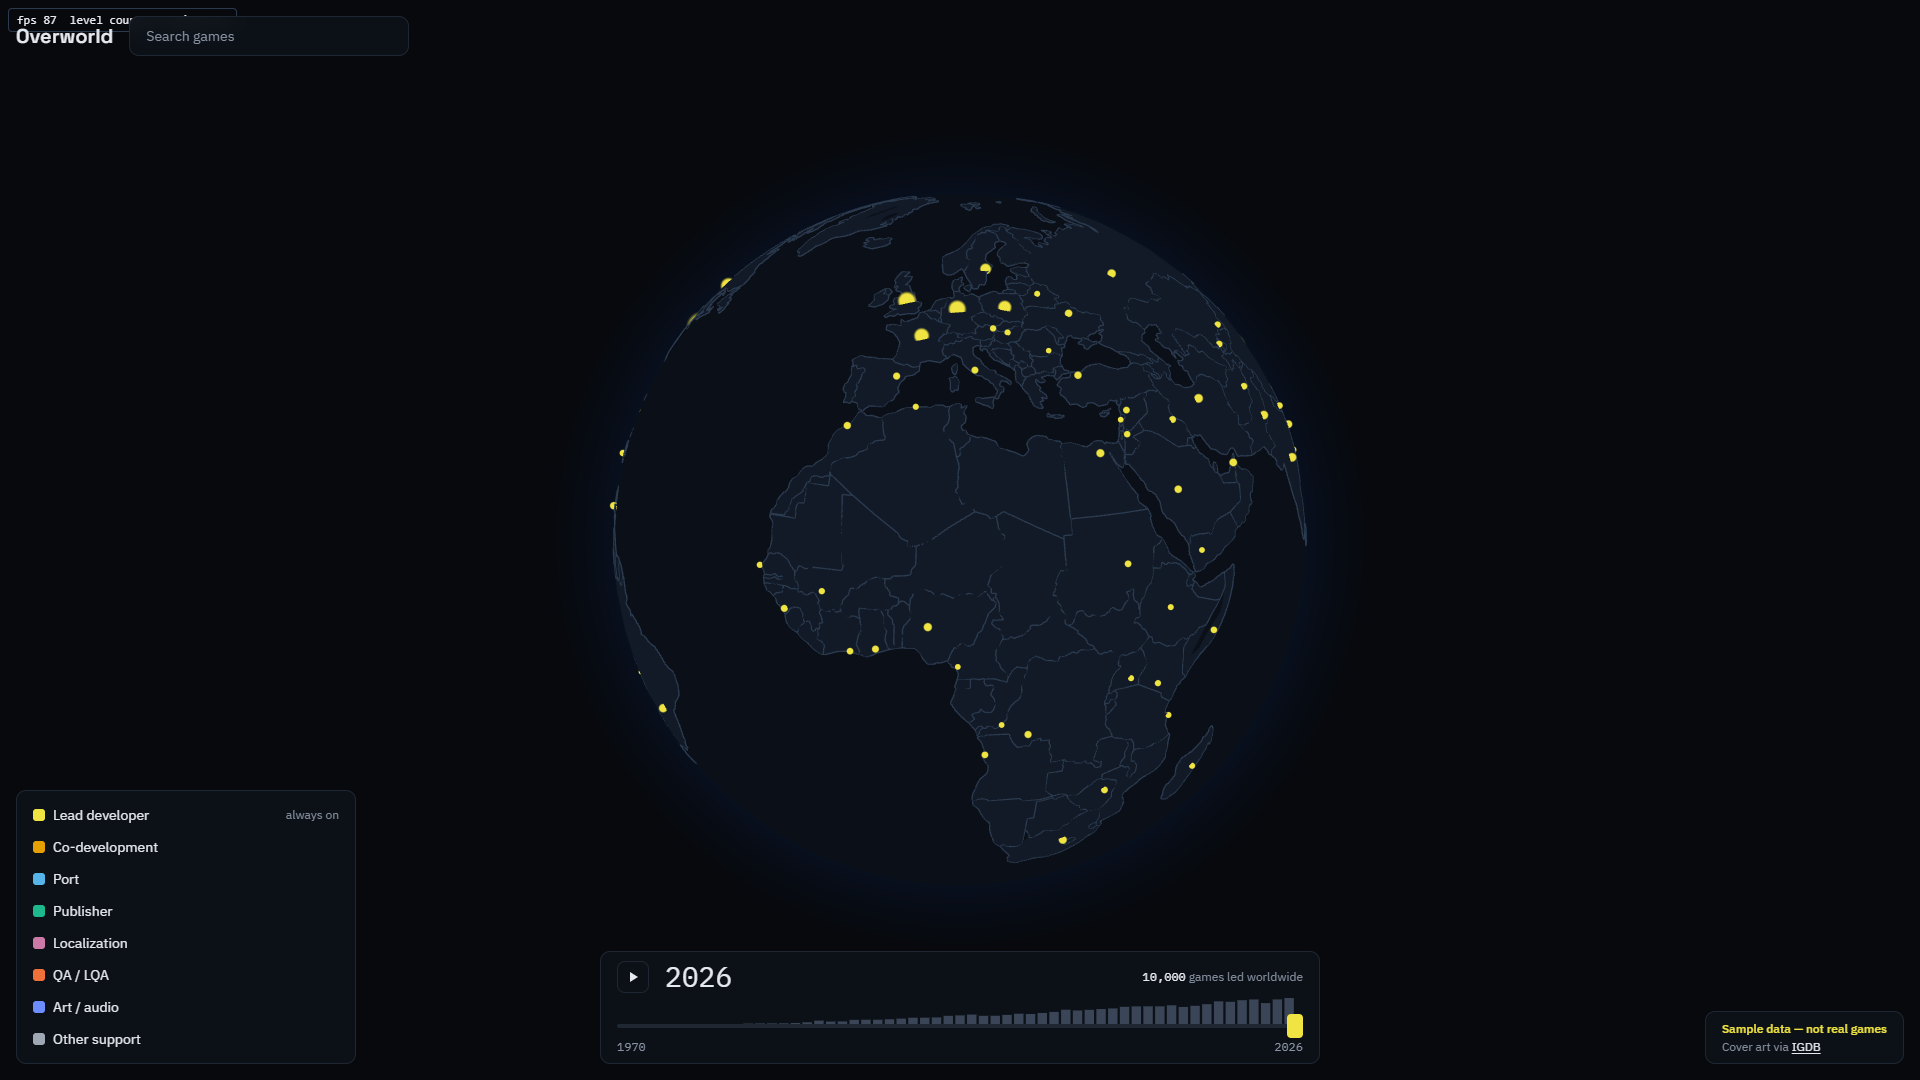 fps 87 level
Overworld
Search games
Lead developer always on
Co-development
Port
Publisher
Localization
QA / LQA
Art / audio
Other support
2026
10,000 games led worldwide
1970 2026
Sample data — not real games
Cover art via IGDB